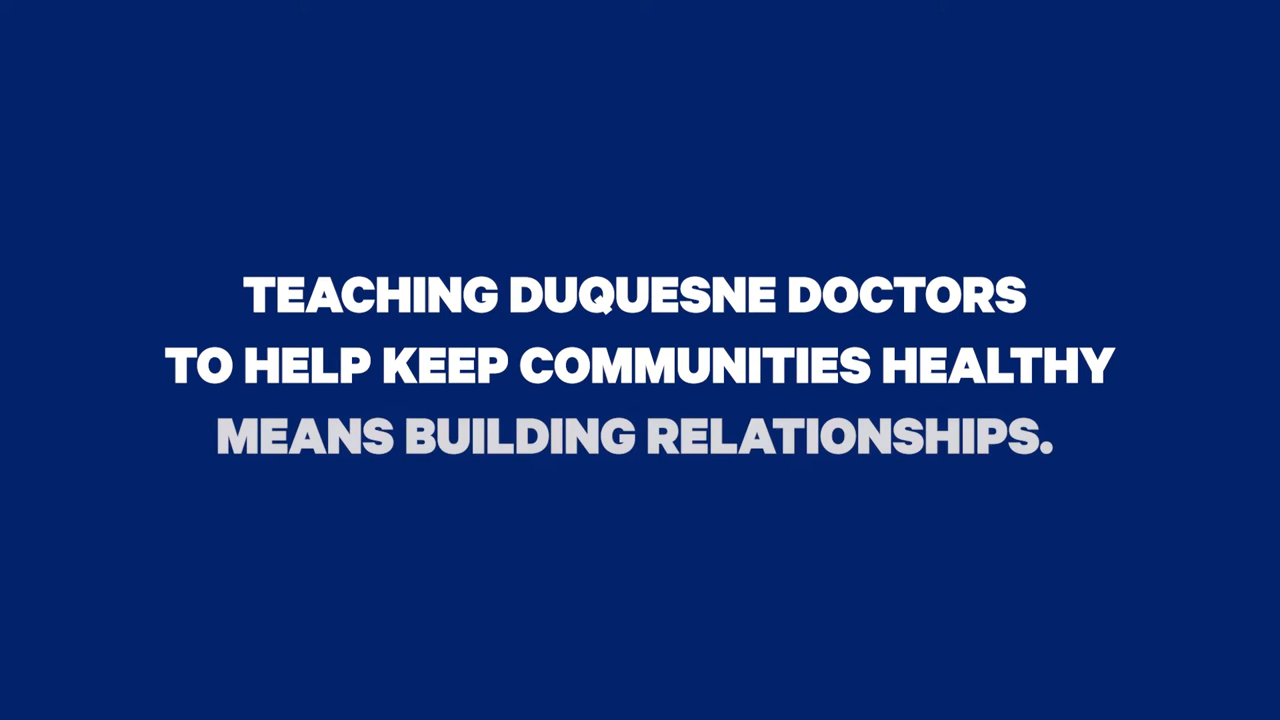 TEACHING DUQUESNE DOCTORS
TO HELP KEEP COMMUNITIES HEALTHY
MEANS BUILDING RELATIONSHIPS.